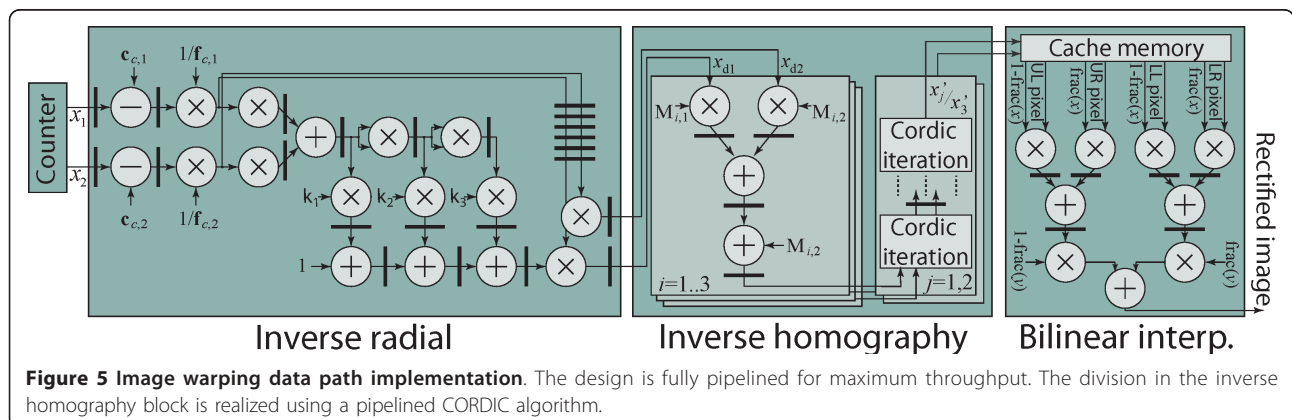 Counter
x1
x2
cc,1
1/fc,1
−
×
×
+
×
×
−
×
×
cc,2
1/fc,2
k1
×
k2
×
k3
×
×
1
+
+
+
×
Inverse radial
xd1
xd2
Mi,1
×
×
Mi,2
+
+
Mi,2
i=1..3
x'j/x'3
Cordic
iteration
Cordic
iteration
j=1,2
Inverse homography
Cache memory
1-frac(x)
UL pixel
frac(x)
UR pixel
1-frac(x)
LL pixel
frac(x)
LR pixel
×
×
×
×
+
+
1-frac(y)
×
×
frac(y)
+
Rectified image
Bilinear interp.
Figure 5 Image warping data path implementation. The design is fully pipelined for maximum throughput. The division in the inverse
homography block is realized using a pipelined CORDIC algorithm.